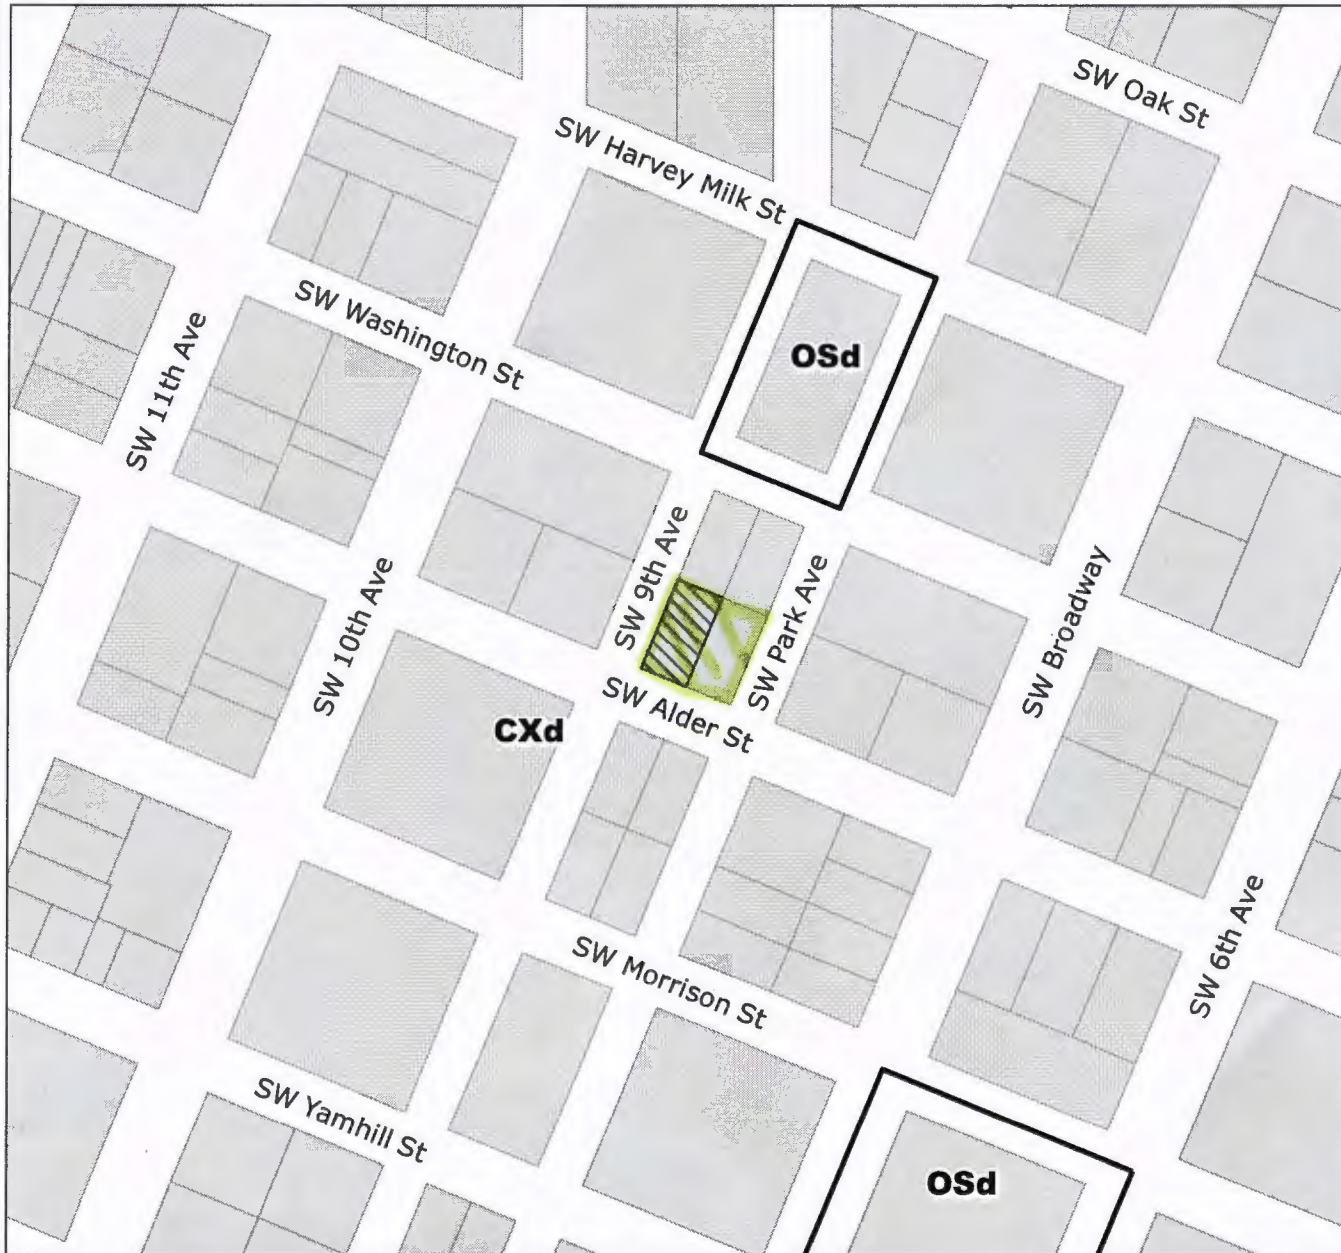 SW Oak St
SW Harvey Milk St
SW Washington St
OSd
SW 11th Ave
SW 9th Ave
SW 10th Ave
SW Park Ave
SW Broadway
SW Alder St
CXd
SW 6th Ave
SW Morrison St
SW Yamhill St
OSd